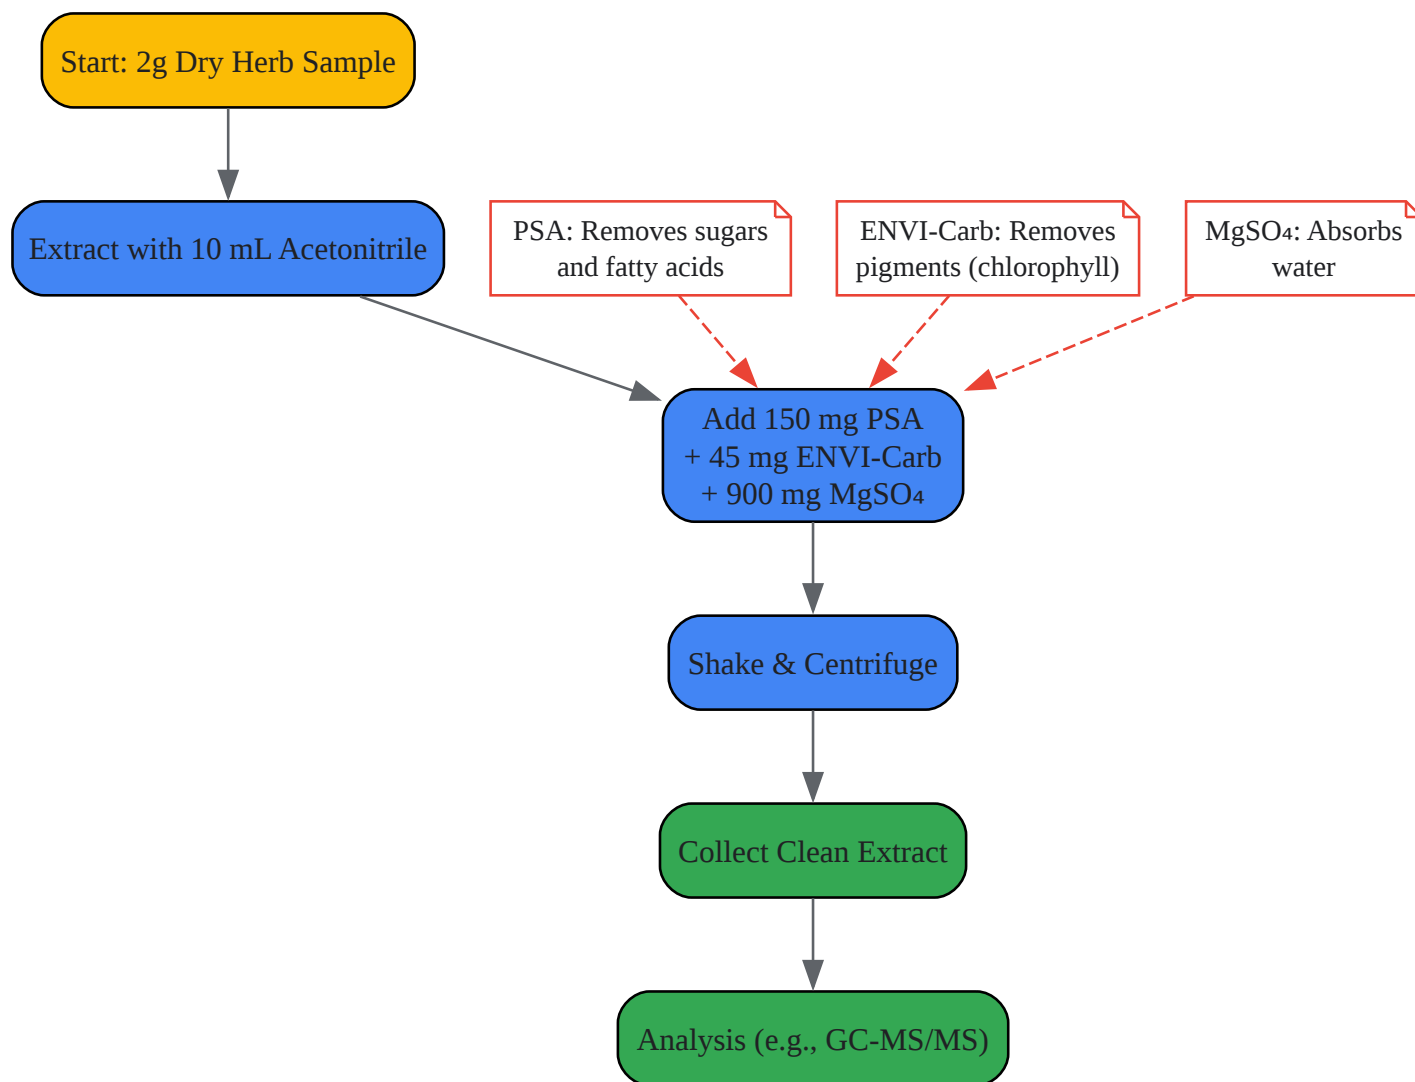 Start: 2g Dry Herb Sample
Extract with 10 mL Acetonitrile
PSA: Removes sugars
and fatty acids
ENVI-Carb: Removes
pigments (chlorophyll)
MgSO₄: Absorbs
water
Add 150 mg PSA
+ 45 mg ENVI-Carb
+ 900 mg MgSO₄
Shake & Centrifuge
Collect Clean Extract
Analysis (e.g., GC-MS/MS)